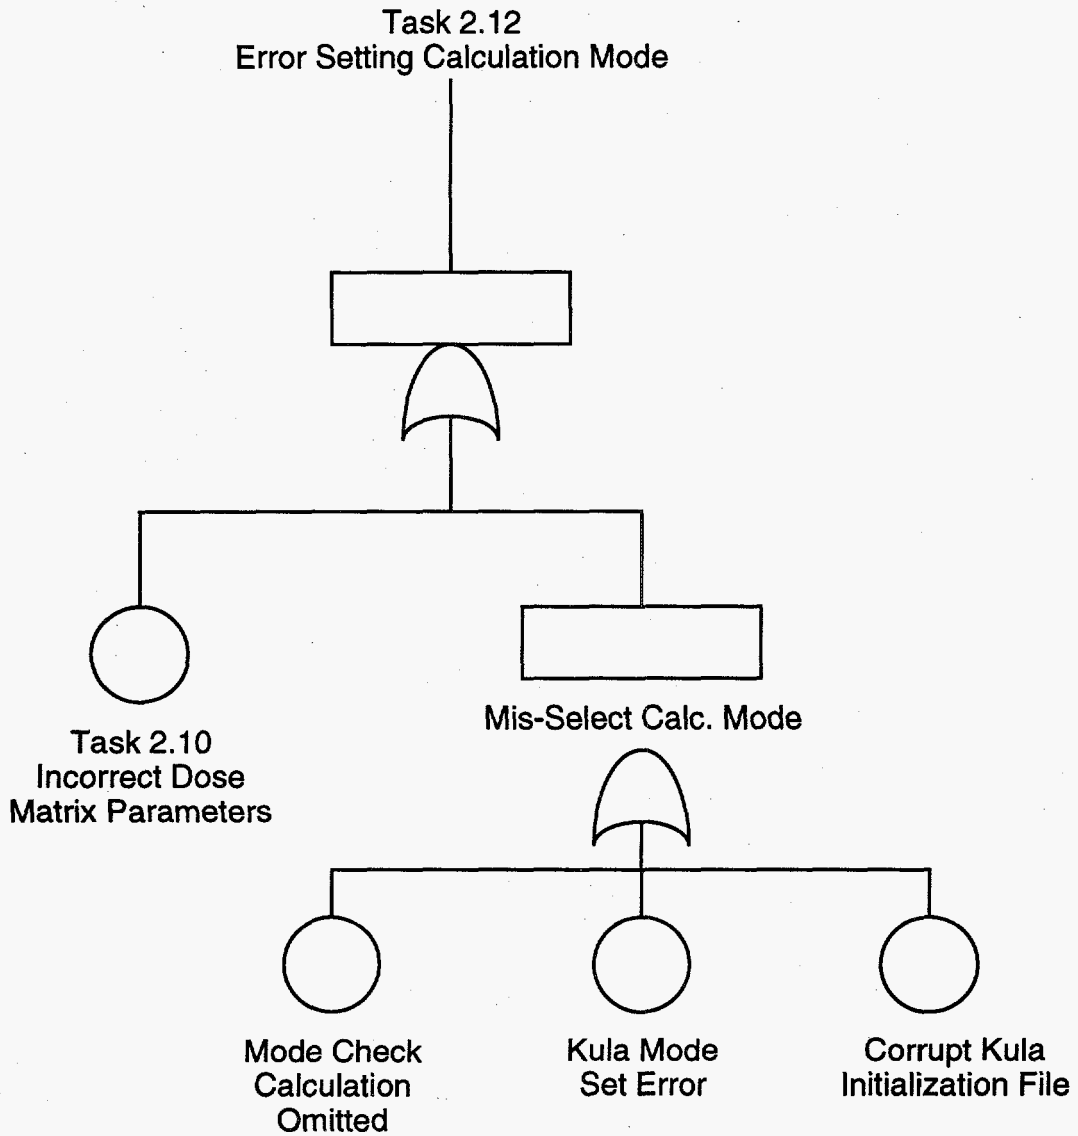 Task 2.12
Error Setting Calculation Mode
Mis-Select Calc. Mode
Task 2.10
Incorrect Dose
Matrix Parameters
Mode Check
Calculation
Omitted
Kula Mode
Set Error
Corrupt Kula
Initialization File